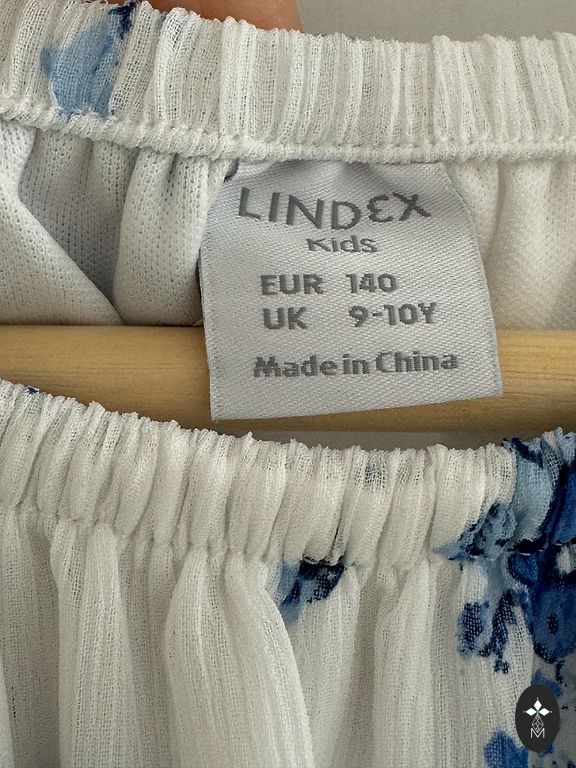 LINDEX
Kids
EUR 140
UK 9-10Y
Made in China